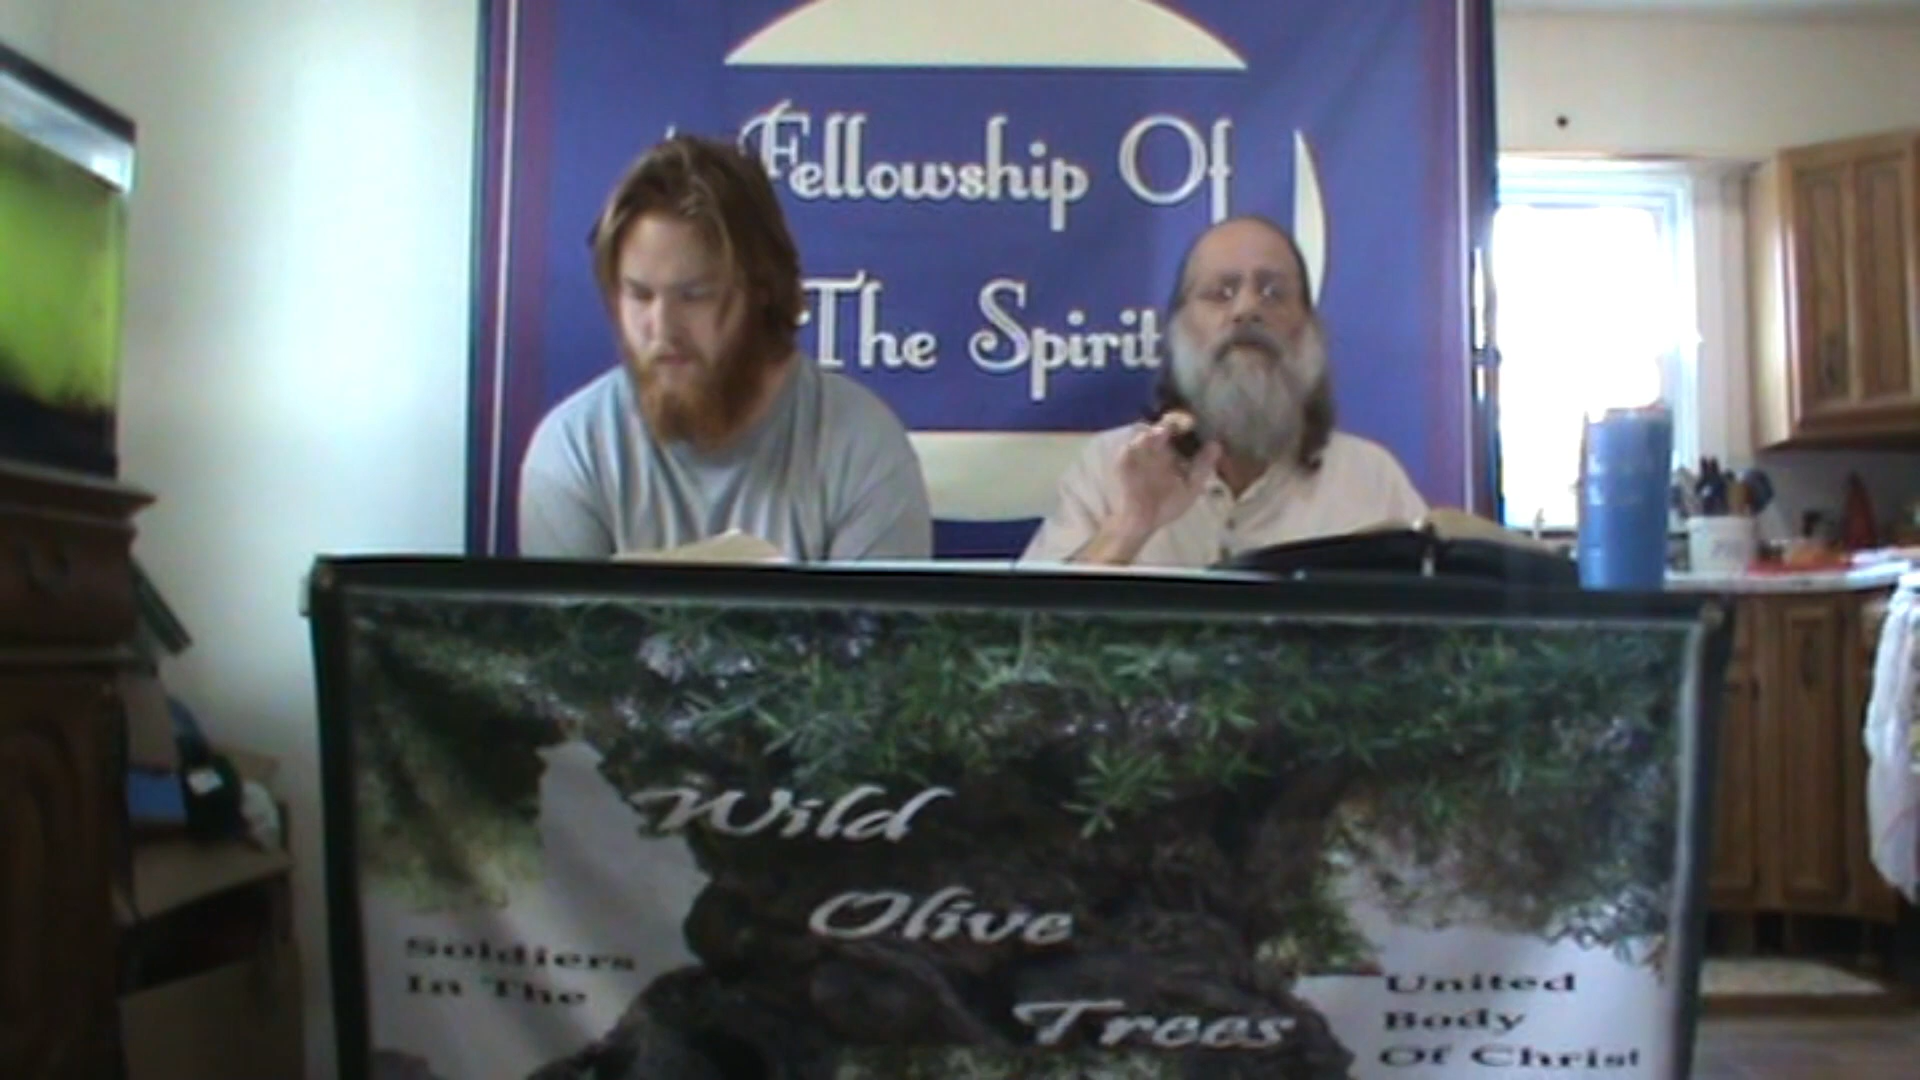 Fellowship Of
The Spirit
Wild
Olive
Trees
Soldiers
In The
United
Body
Of Christ